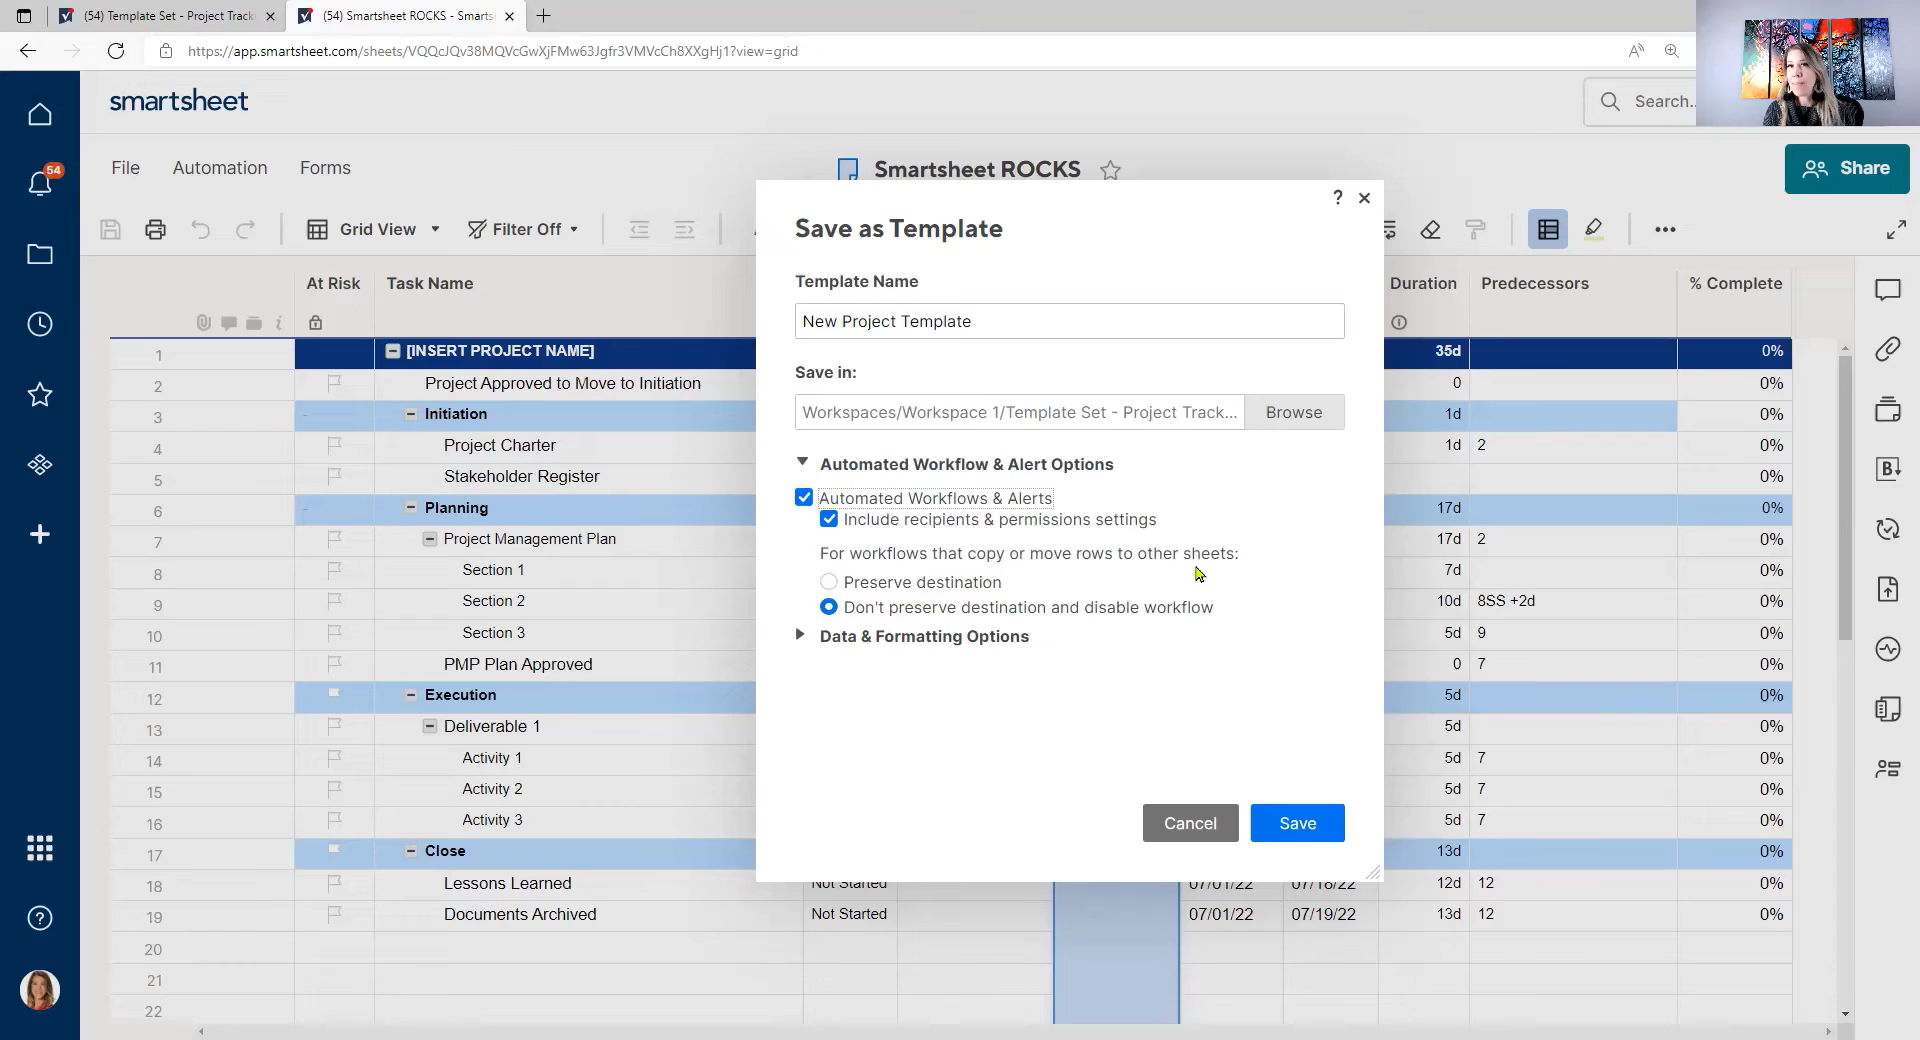 (54) Template Set - Project Track
(54) Smartsheet ROCKS - Smarts
https://app.smartsheet.com/sheets/VQQcJQv38MQVcGwXjFMw63Jgfr3VMVcCh8XXgHj1?view=grid
smartsheet
Search..
54
File Automation Forms
Smartsheet ROCKS
Share
Grid View Filter Off
Save as Template
Template Name
New Project Template
Save in:
Workspaces/Workspace 1/Template Set - Project Track... Browse
Automated Workflow & Alert Options
Automated Workflows & Alerts
Include recipients & permissions settings
For workflows that copy or move rows to other sheets:
Preserve destination
Don't preserve destination and disable workflow
Data & Formatting Options
Cancel Save
At Risk Task Name Duration Predecessors % Complete
1 [INSERT PROJECT NAME] 35d 0%
2 Project Approved to Move to Initiation 0 0%
3 Initiation 1d 0%
4 Project Charter 1d 2 0%
5 Stakeholder Register 0%
6 Planning 17d 0%
7 Project Management Plan 17d 2 0%
8 Section 1 7d 0%
9 Section 2 10d 8SS +2d 0%
10 Section 3 5d 9 0%
11 PMP Plan Approved 0 7 0%
12 Execution 5d 0%
13 Deliverable 1 5d 0%
14 Activity 1 5d 7 0%
15 Activity 2 5d 7 0%
16 Activity 3 5d 7 0%
17 Close 13d 0%
18 Lessons Learned Not Started 07/01/22 07/18/22 12d 12 0%
19 Documents Archived Not Started 07/01/22 07/19/22 13d 12 0%
20
21
22